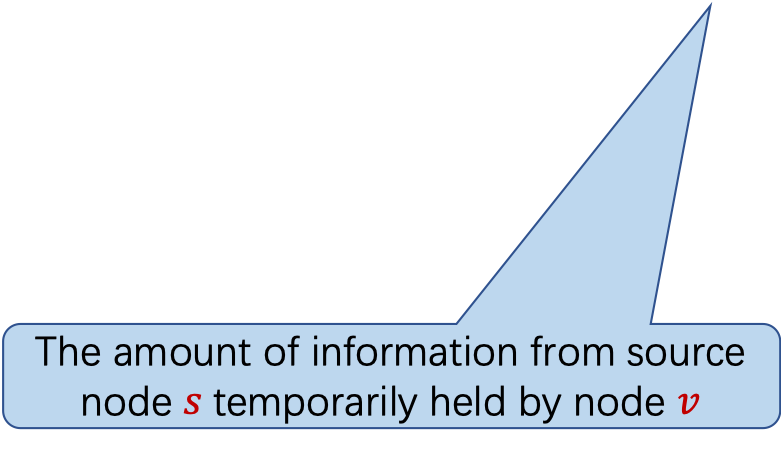 The amount of information from source
node s temporarily held by node v